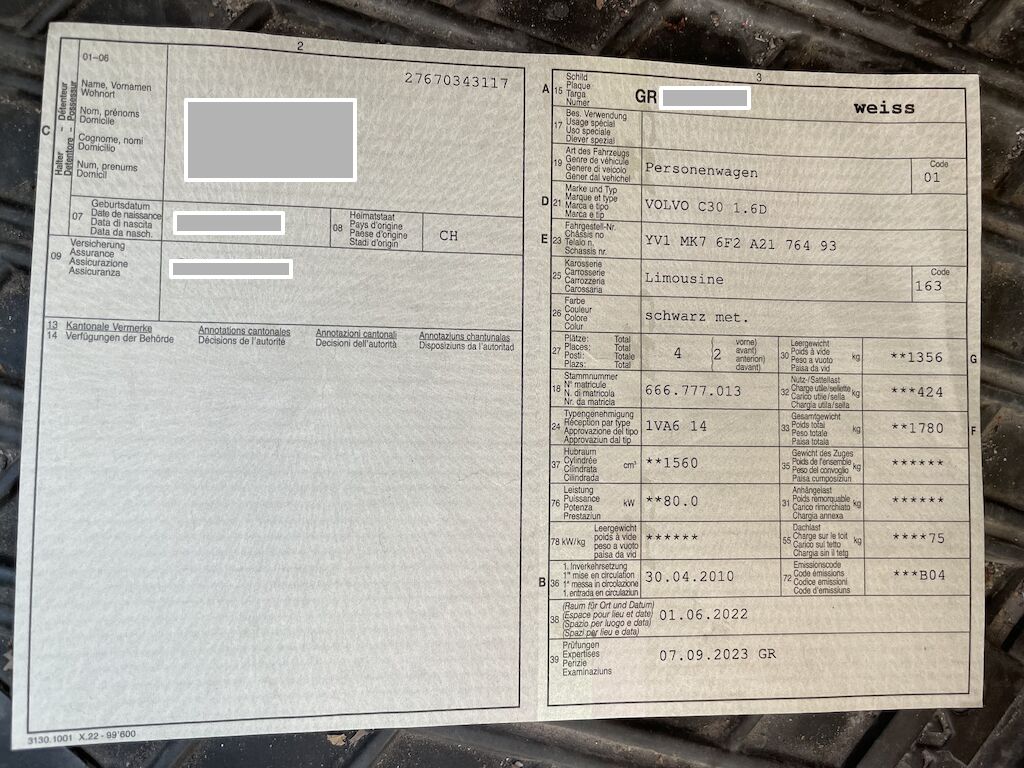 2
27670343117
01–06
Name, Vornamen
Wohnort
Nom, prénoms
Domicile
Cognome, nomi
Domicilio
Num, prenums
Domicil
C
Halter – Détenteur
Detentore – Possessur
07
Geburtsdatum
Date de naissance
Data di nascita
Data da nasch.
08
Heimatstaat
Pays d'origine
Paese d'origine
Stadi d'origin
CH
09
Versicherung
Assurance
Assicurazione
Assicuranza
13 Kantonale Vermerke Annotations cantonales Annotazioni cantonali Annotaziuns chantunalas
14 Verfügungen der Behörde Décisions de l'autorité Decisioni dell'autorità Disposiziuns da l'autoritad
3130.1001 X.22 - 99'600
3
A 15
Schild
Plaque
Targa
Numer
GR
weiss
17
Bes. Verwendung
Usage spécial
Uso speciale
Diever spezial
19
Art des Fahrzeugs
Genre de véhicule
Genere di veicolo
Gener dal vehichel
Personenwagen
Code
01
D 21
Marke und Typ
Marque et type
Marca e tipo
Marca e tip
VOLVO C30 1.6D
E 23
Fahrgestell-Nr.
Châssis no
Telaio n.
Schassis nr.
YV1 MK7 6F2 A21 764 93
25
Karosserie
Carrosserie
Carrozzeria
Carossaria
Limousine
Code
163
26
Farbe
Couleur
Colore
Colur
schwarz met.
27
Plätze: Total
Places: Total
Posti: Totale
Plazs: Total
4
2
vorne)
avant)
anterior)
davant)
30
Leergewicht
Poids à vide
Peso a vuoto
Paisa da vid
kg
**1356
G
18
Stammnummer
N° matricule
N. di matricola
Nr. da matricla
666.777.013
32
Nutz-/Sattellast
Charge utile/sellette
Carico utile/sella
Chargia utila/sella
kg
***424
24
Typengenehmigung
Réception par type
Approvazione del tipo
Approvaziun dal tip
1VA6 14
33
Gesamtgewicht
Poids total
Peso totale
Paisa totala
kg
**1780
F
37
Hubraum
Cylindrée
Cilindrata
Cilindrada
cm³
**1560
35
Gewicht des Zuges
Poids de l'ensemble
Peso del convoglio
Paisa cumposiziun
kg
******
76
Leistung
Puissance
Potenza
Prestaziun
kW
**80.0
31
Anhängelast
Poids remorquable
Carico rimorchiato
Chargia annexa
kg
******
78 kW/kg
Leergewicht
poids à vide
peso a vuoto
paisa da vid
******
55
Dachlast
Charge sur le toit
Carico sul tetto
Chargia sin il tetg
kg
****75
B 36
1. Inverkehrsetzung
1re mise en circulation
1a messa in circolazione
1. entrada en circulaziun
30.04.2010
72
Emissionscode
Code émissions
Codice emissioni
Code d'emissiuns
***B04
38
(Raum für Ort und Datum)
(Espace pour lieu et date)
(Spazio per luogo e data)
(Spazi per lieu e data)
01.06.2022
39
Prüfungen
Expertises
Perizie
Examinaziuns
07.09.2023 GR